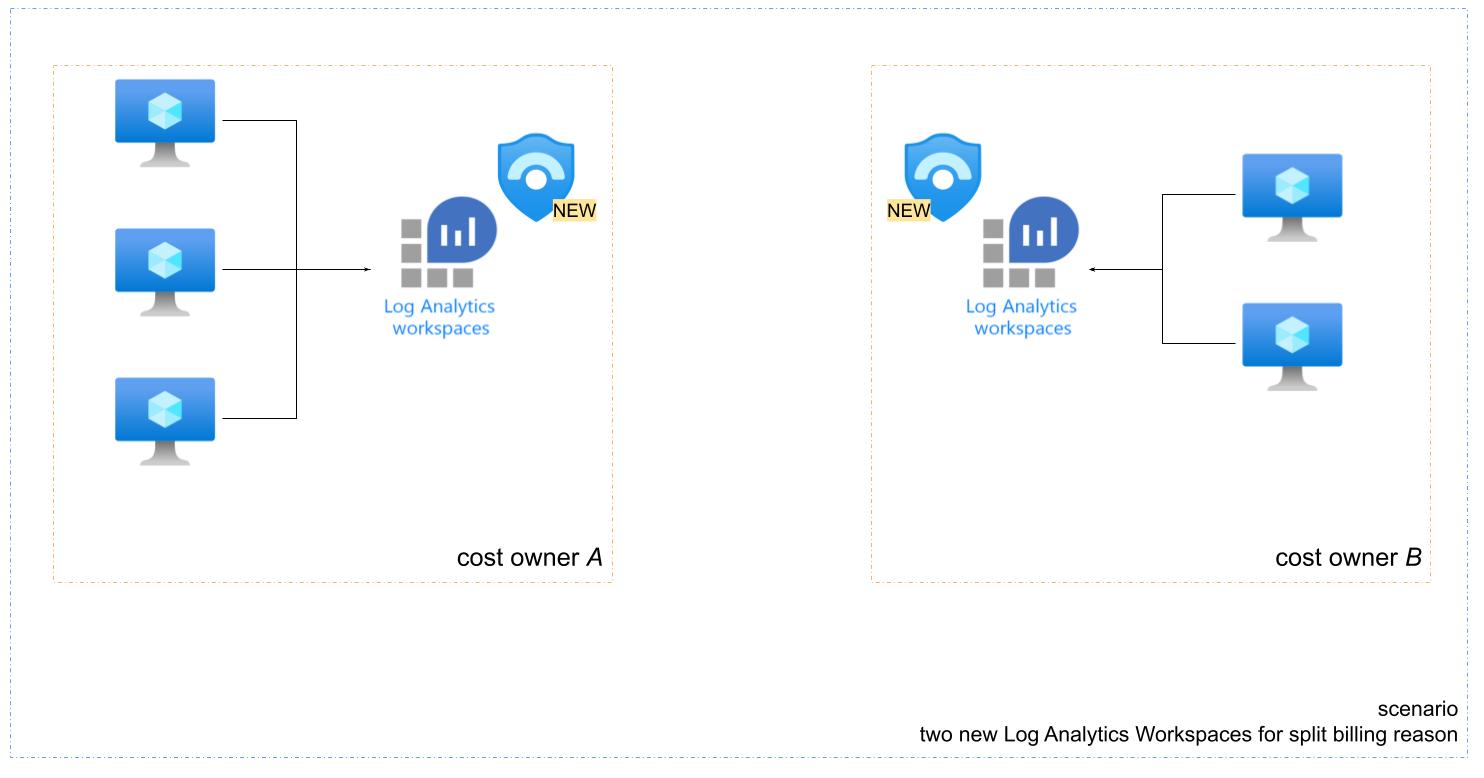 NEW
Log Analytics
workspaces
cost owner A
NEW
Log Analytics
workspaces
cost owner B
scenario
two new Log Analytics Workspaces for split billing reason